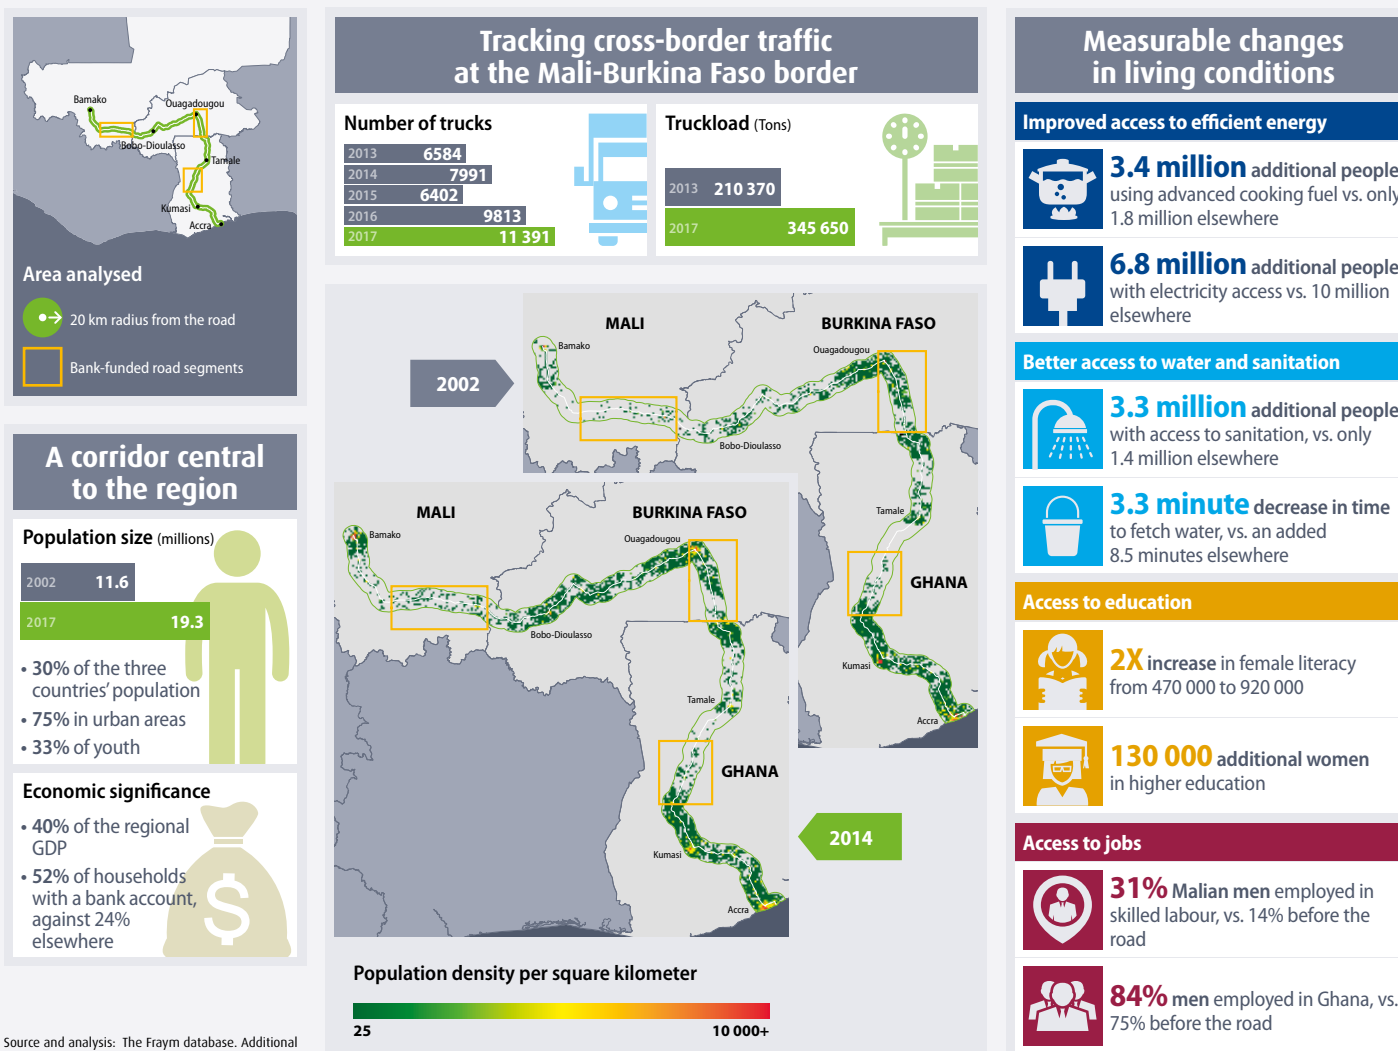 Bamako
Ouagadougou
Bobo-Dioulasso
Tamale
Kumasi
Accra
Area analysed
20 km radius from the road
Bank-funded road segments
A corridor central
to the region
Population size (millions)
2002 11.6
2017 19.3
• 30% of the three
countries' population
• 75% in urban areas
• 33% of youth
Economic significance
• 40% of the regional
GDP
• 52% of households
with a bank account,
against 24%
elsewhere
$
Source and analysis: The Fraym database. Additional
Tracking cross-border traffic
at the Mali-Burkina Faso border
Number of trucks
2013 6584
2014 7991
2015 6402
2016 9813
2017 11 391
Truckload (Tons)
2013 210 370
2017 345 650
2002
MALI
BURKINA FASO
Bamako
Ouagadougou
Bobo-Dioulasso
Tamale
GHANA
Kumasi
Accra
MALI
BURKINA FASO
Bamako
Ouagadougou
Bobo-Dioulasso
Tamale
GHANA
Kumasi
Accra
2014
Population density per square kilometer
25 10 000+
Measurable changes
in living conditions
Improved access to efficient energy
3.4 million additional people
using advanced cooking fuel vs. only
1.8 million elsewhere
6.8 million additional people
with electricity access vs. 10 million
elsewhere
Better access to water and sanitation
3.3 million additional people
with access to sanitation, vs. only
1.4 million elsewhere
3.3 minute decrease in time
to fetch water, vs. an added
8.5 minutes elsewhere
Access to education
2X increase in female literacy
from 470 000 to 920 000
130 000 additional women
in higher education
Access to jobs
31% Malian men employed in
skilled labour, vs. 14% before the
road
84% men employed in Ghana, vs.
75% before the road